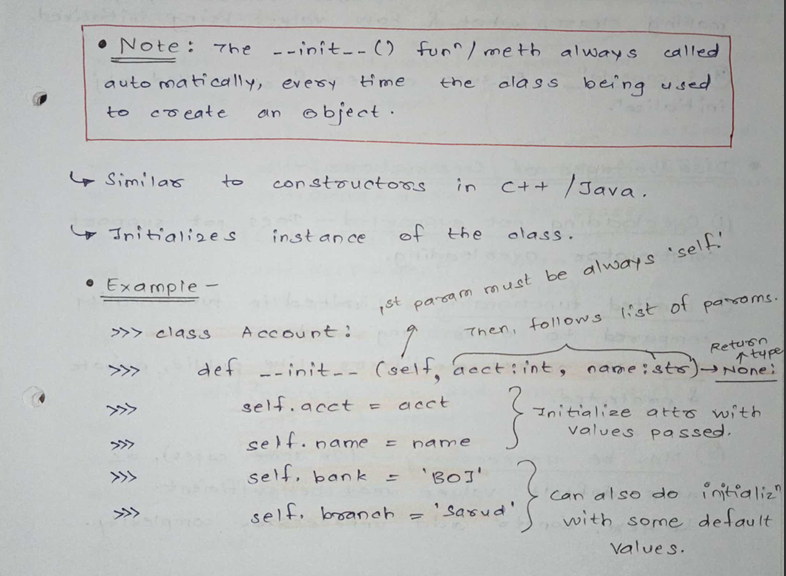 • Note: The __init__() funⁿ/meth always called
automatically, every time the class being used
to create an object.
↳ Similar to constructors in C++ /Java.
↳ Initializes instance of the class.
• Example –
1st param must be always 'self'.
Then, follows list of params.
>>> class Account:
Return type
>>> def __init__ (self, acct:int, name:str)→None:
>>> self.acct = acct
>>> self.name = name
Initialize attr with
values passed.
>>> self.bank = 'BOI'
>>> self.branch = 'Sarud'
can also do initializⁿ
with some default
values.